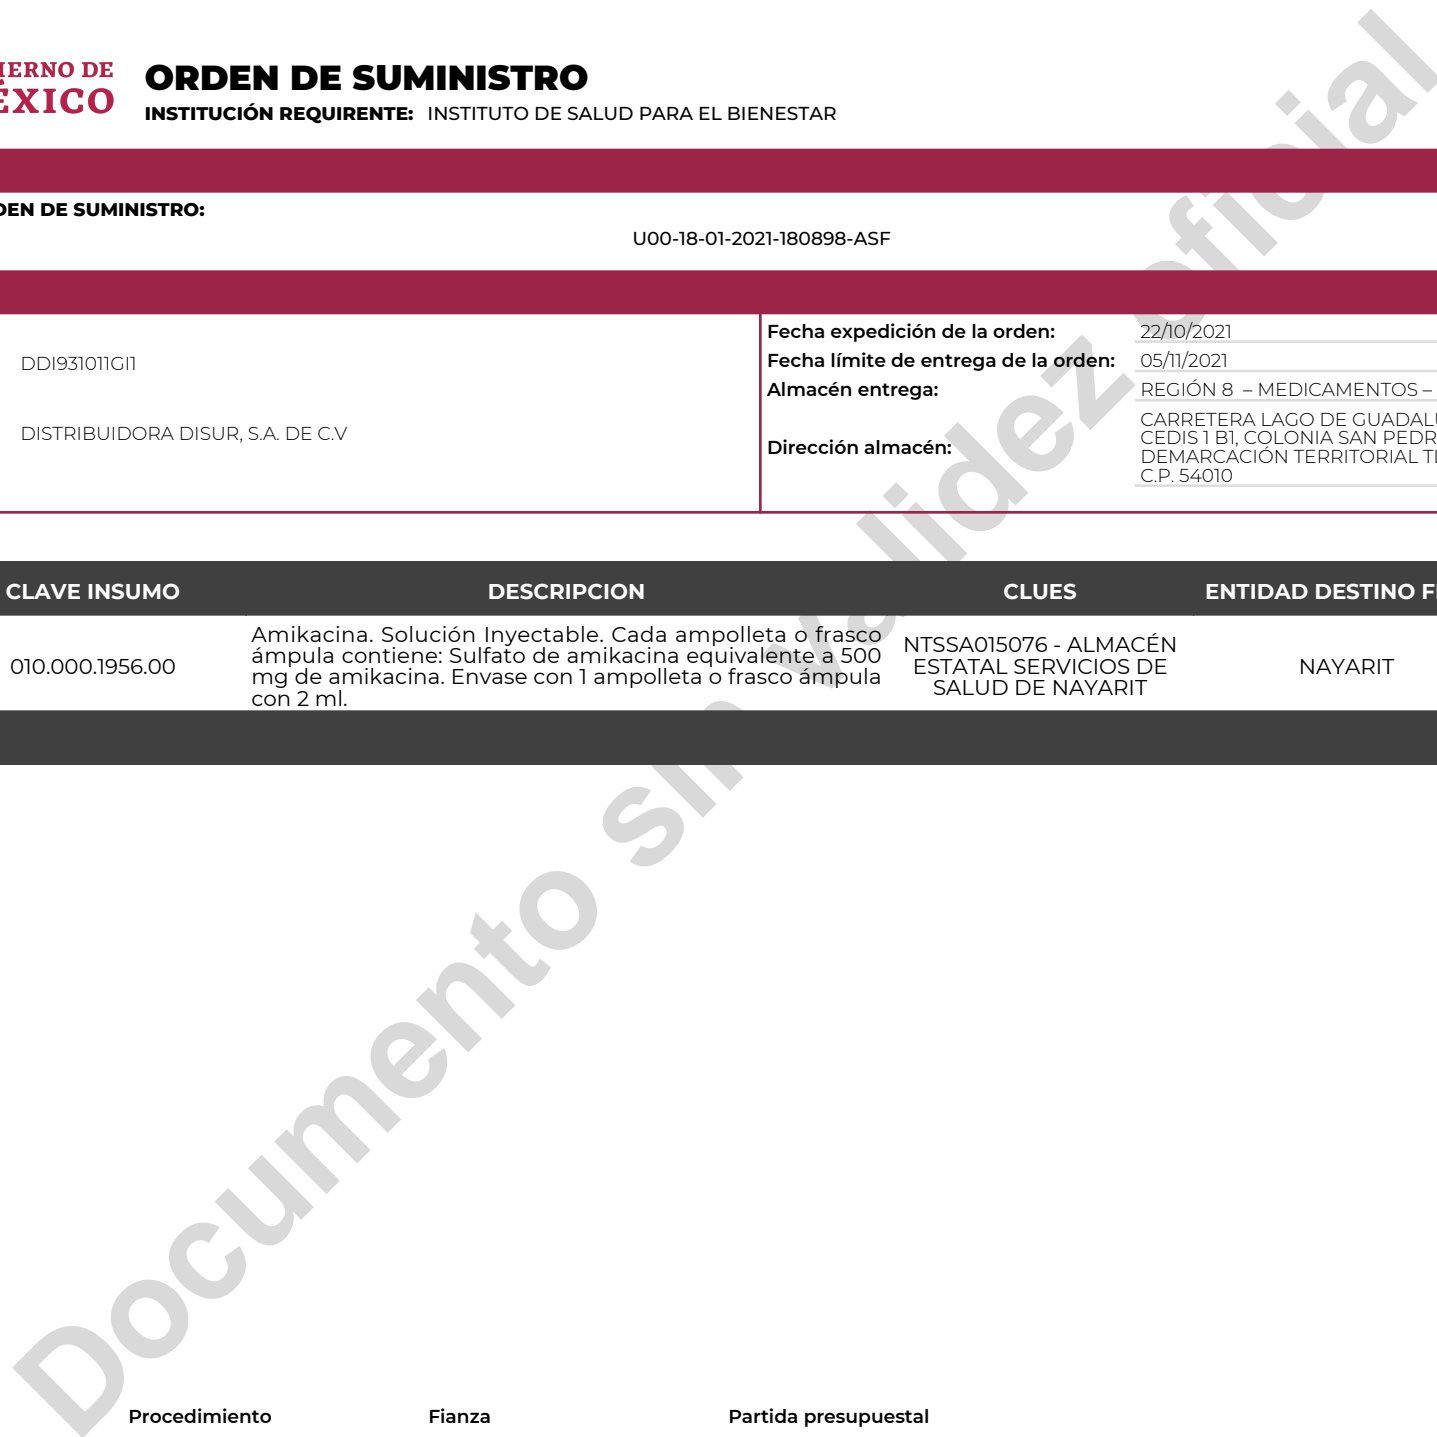 IERNO DE
ÉXICO
ORDEN DE SUMINISTRO
INSTITUCIÓN REQUIRENTE: INSTITUTO DE SALUD PARA EL BIENESTAR
DEN DE SUMINISTRO:
U00-18-01-2021-180898-ASF
DDI931011GI1
DISTRIBUIDORA DISUR, S.A. DE C.V
Fecha expedición de la orden: 22/10/2021
Fecha límite de entrega de la orden: 05/11/2021
Almacén entrega: REGIÓN 8 – MEDICAMENTOS –
Dirección almacén:
CARRETERA LAGO DE GUADALU
CEDIS 1 B1, COLONIA SAN PEDR
DEMARCACIÓN TERRITORIAL TL
C.P. 54010
CLAVE INSUMO DESCRIPCION CLUES ENTIDAD DESTINO FI
010.000.1956.00
Amikacina. Solución Inyectable. Cada ampolleta o frasco
ámpula contiene: Sulfato de amikacina equivalente a 500
mg de amikacina. Envase con 1 ampolleta o frasco ámpula
con 2 ml.
NTSSA015076 - ALMACÉN
ESTATAL SERVICIOS DE
SALUD DE NAYARIT
NAYARIT
Procedimiento Fianza Partida presupuestal
Documento sin validez oficial